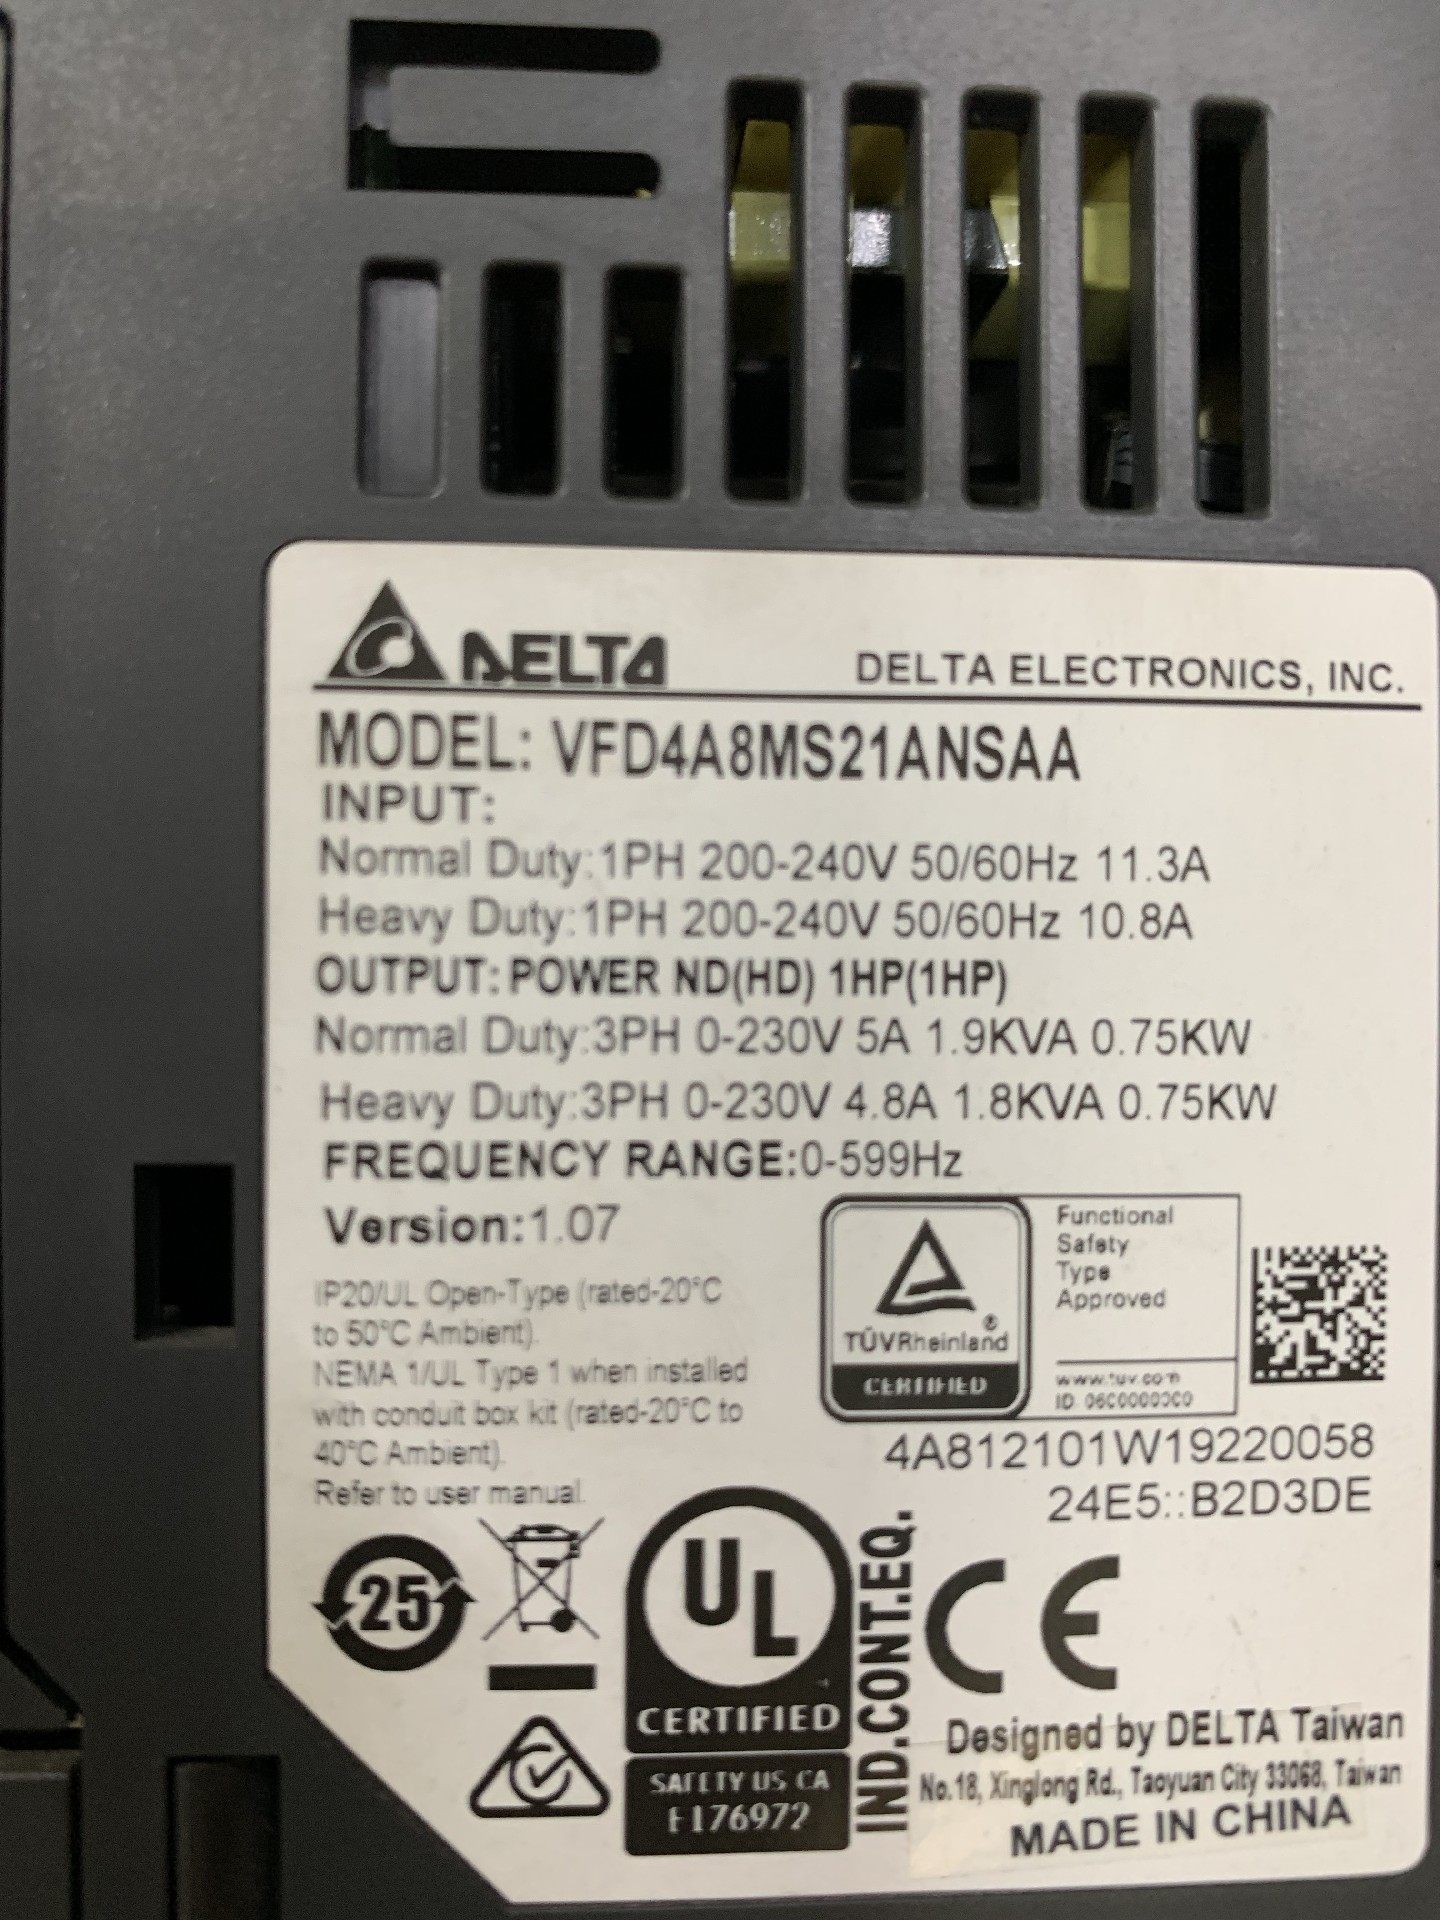 DELTA
DELTA ELECTRONICS, INC.
MODEL: VFD4A8MS21ANSAA
INPUT:
Normal Duty:1PH 200-240V 50/60Hz 11.3A
Heavy Duty:1PH 200-240V 50/60Hz 10.8A
OUTPUT: POWER ND(HD) 1HP(1HP)
Normal Duty:3PH 0-230V 5A 1.9KVA 0.75KW
Heavy Duty:3PH 0-230V 4.8A 1.8KVA 0.75KW
FREQUENCY RANGE:0-599Hz
Version:1.07
IP20/UL Open-Type (rated-20°C
to 50°C Ambient).
NEMA 1/UL Type 1 when installed
with conduit box kit (rated-20°C to
40°C Ambient).
Refer to user manual.
TÜVRheinland ®
CERTIFIED
Functional
Safety
Type
Approved
www.tuv.com
ID
4A812101W19220058
24E5::B2D3DE
25
UL
CERTIFIED
SAFETY US CA
E176972
IND.CONT.EQ.
CE
Designed by DELTA Taiwan
No.18, Xinglong Rd., Taoyuan City 33068, Taiwan
MADE IN CHINA